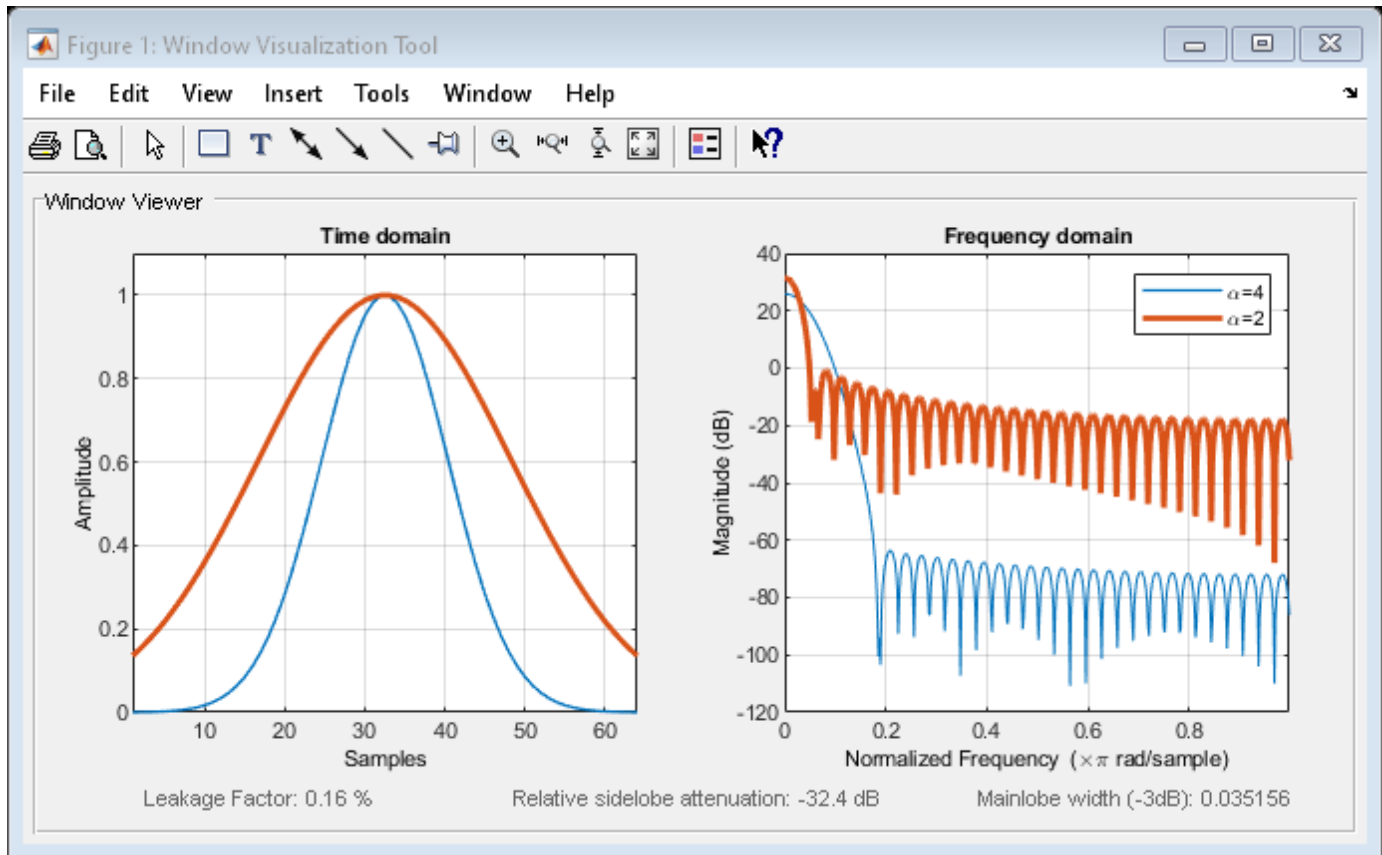 Figure 1: Window Visualization Tool
File Edit View Insert Tools Window Help
T
?
Window Viewer
Time domain
1
0.8
0.6
0.4
0.2
0
Amplitude
10 20 30 40 50 60
Samples
Frequency domain
40
20
0
-20
-40
-60
-80
-100
-120
Magnitude (dB)
α=4
α=2
0 0.2 0.4 0.6 0.8
Normalized Frequency (×π rad/sample)
Leakage Factor: 0.16 % Relative sidelobe attenuation: -32.4 dB Mainlobe width (-3dB): 0.035156